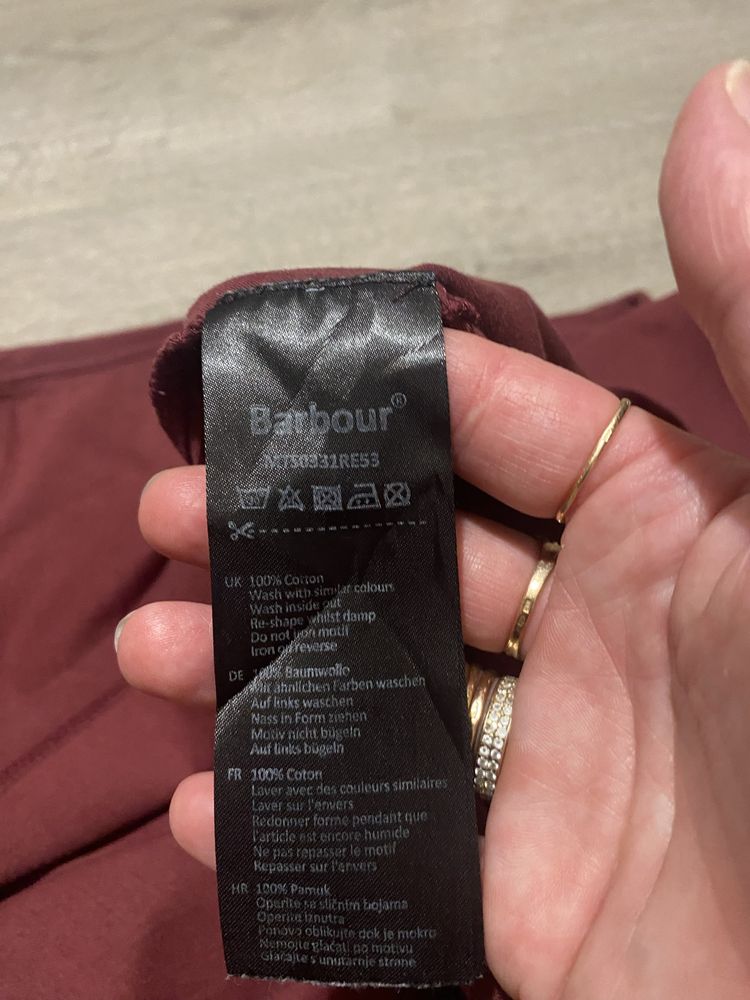 Barbour®
MTS0331RE53
UK 100% Cotton
Wash with similar colours
Wash inside out
Re-shape whilst damp
Do not iron motif
Iron on reverse
DE 100% Baumwolle
Mir ähnlichen Farben waschen
Auf links waschen
Nass in Form ziehen
Motiv nicht bügeln
Auf links bügeln
FR 100% Coton
Laver avec des couleurs similaires
Laver sur l'envers
Redonner forme pendant que
l'article est encore humide
Ne pas repasser le motif
Repasser sur l'envers
HR 100% Pamuk
Operite se sličnim bojama
Operite iznutra
Ponovo oblikujte dok je mokro
Nemojte glačati po motivu
Glačajte s unutarnje strane